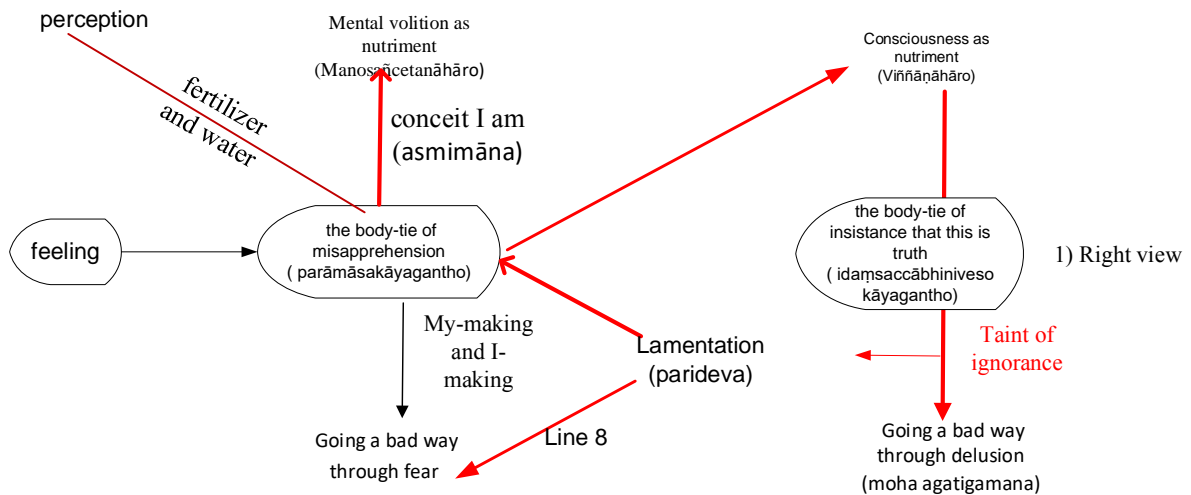 perception
Mental volition as
nutriment
(Manosañcetanāhāro)
Consciousness as
nutriment
(Viññāṇāhāro)
fertilizer
and water
conceit I am
(asmimāna)
feeling
the body-tie of
misapprehension
( parāmāsakāyagantho)
the body-tie of
insistance that this is
truth
( idaṃsaccābhiniveso
kāyagantho)
1) Right view
My-making
and I-
making
Lamentation
(parideva)
Taint of
ignorance
Line 8
Going a bad way
through fear
Going a bad way
through delusion
(moha agatigamana)